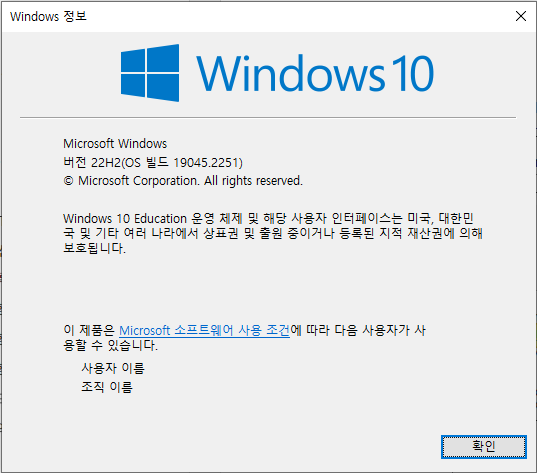 Windows 정보
Windows 10
Microsoft Windows
버전 22H2(OS 빌드 19045.2251)
© Microsoft Corporation. All rights reserved.
Windows 10 Education 운영 체제 및 해당 사용자 인터페이스는 미국, 대한민
국 및 기타 여러 나라에서 상표권 및 출원 중이거나 등록된 지적 재산권에 의해
보호됩니다.
이 제품은 Microsoft 소프트웨어 사용 조건에 따라 다음 사용자가 사
용할 수 있습니다.
사용자 이름
조직 이름
확인